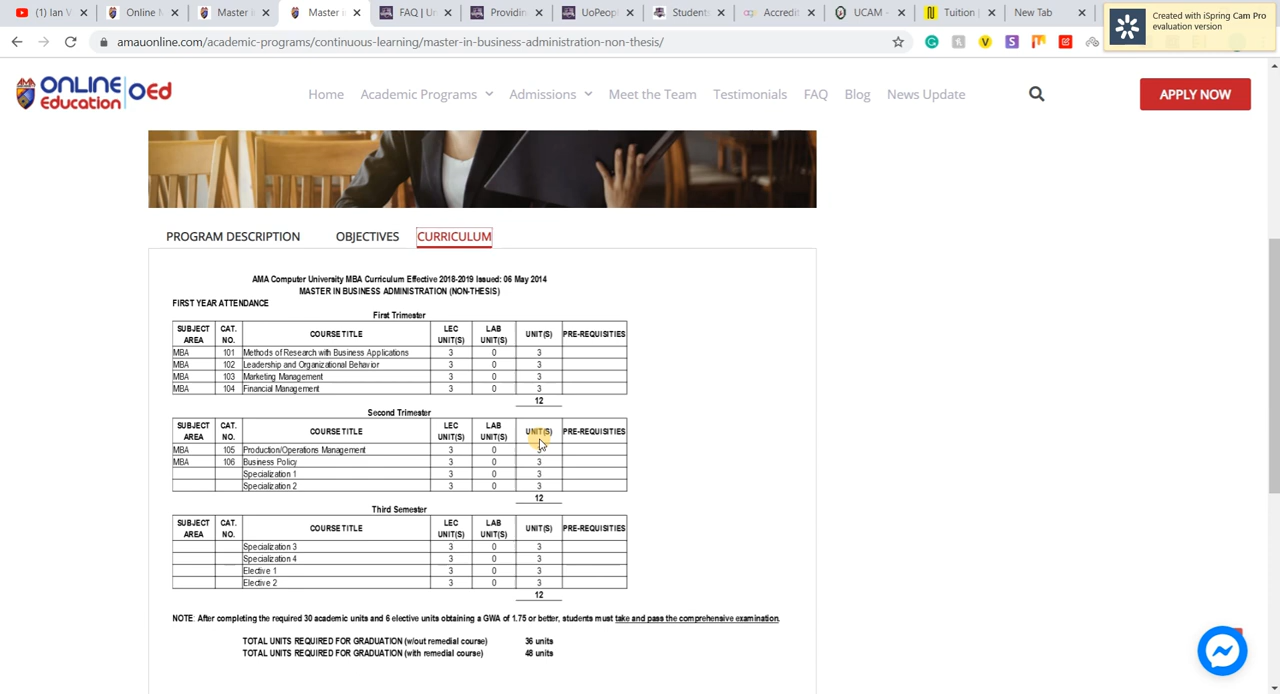 (1) Ian V
Online M
Master i
Master i
FAQ | U
Providin
UoPeopl
Students
Accredit
UCAM -
Tuition |
New Tab
Created with iSpring Cam Pro
evaluation version
amauonline.com/academic-programs/continuous-learning/master-in-business-administration-non-thesis/
ONLINE
Education
OEd
Home Academic Programs Admissions Meet the Team Testimonials FAQ Blog News Update
APPLY NOW
PROGRAM DESCRIPTION OBJECTIVES CURRICULUM
AMA Computer University MBA Curriculum Effective 2018-2019 Issued: 06 May 2014
MASTER IN BUSINESS ADMINISTRATION (NON-THESIS)
FIRST YEAR ATTENDANCE
First Trimester
SUBJECT AREA CAT. NO. COURSE TITLE LEC UNIT(S) LAB UNIT(S) UNIT(S) PRE-REQUISITIES
MBA 101 Methods of Research with Business Applications 3 0 3
MBA 102 Leadership and Organizational Behavior 3 0 3
MBA 103 Marketing Management 3 0 3
MBA 104 Financial Management 3 0 3
12
Second Trimester
SUBJECT AREA CAT. NO. COURSE TITLE LEC UNIT(S) LAB UNIT(S) UNIT(S) PRE-REQUISITIES
MBA 105 Production/Operations Management 3 0 3
MBA 106 Business Policy 3 0 3
Specialization 1 3 0 3
Specialization 2 3 0 3
12
Third Semester
SUBJECT AREA CAT. NO. COURSE TITLE LEC UNIT(S) LAB UNIT(S) UNIT(S) PRE-REQUISITIES
Specialization 3 3 0 3
Specialization 4 3 0 3
Elective 1 3 0 3
Elective 2 3 0 3
12
NOTE: After completing the required 30 academic units and 6 elective units obtaining a GWA of 1.75 or better, students must take and pass the comprehensive examination.
TOTAL UNITS REQUIRED FOR GRADUATION (w/out remedial course) 36 units
TOTAL UNITS REQUIRED FOR GRADUATION (with remedial course) 48 units